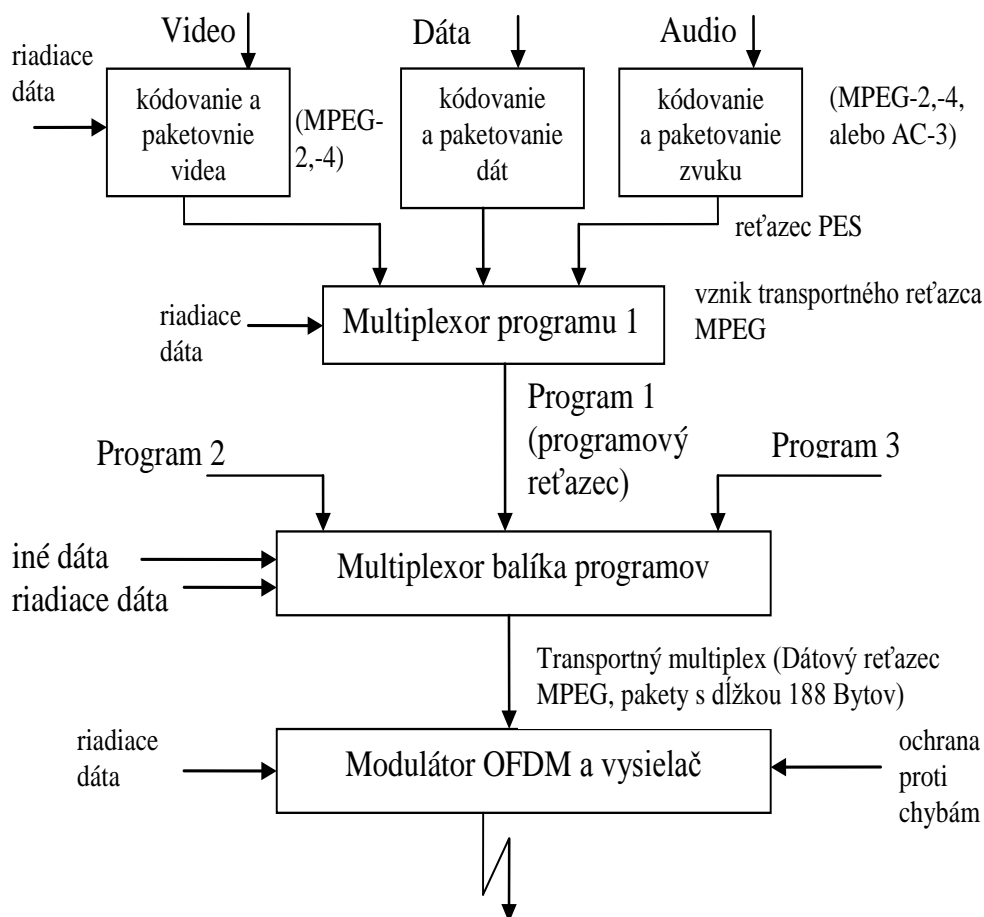 Video
Dáta
Audio
riadiace
dáta
kódovanie a
paketovnie
videa
(MPEG-
2,-4)
kódovanie
a paketovanie
dát
kódovanie
a paketovanie
zvuku
(MPEG-2,-4,
alebo AC-3)
reťazec PES
riadiace
dáta
Multiplexor programu 1
vznik transportného reťazca
MPEG
Program 1
(programový
reťazec)
Program 2
Program 3
iné dáta
riadiace dáta
Multiplexor balíka programov
Transportný multiplex (Dátový reťazec
MPEG, pakety s dĺžkou 188 Bytov)
riadiace
dáta
Modulátor OFDM a vysielač
ochrana
proti
chybám